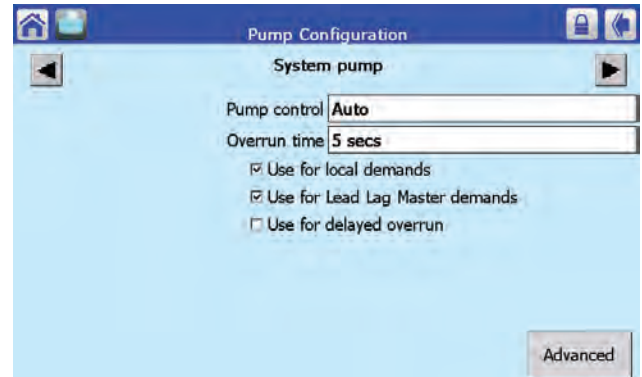 Pump Configuration
System pump
Pump control Auto
Overrun time 5 secs
Use for local demands
Use for Lead Lag Master demands
Use for delayed overrun
Advanced